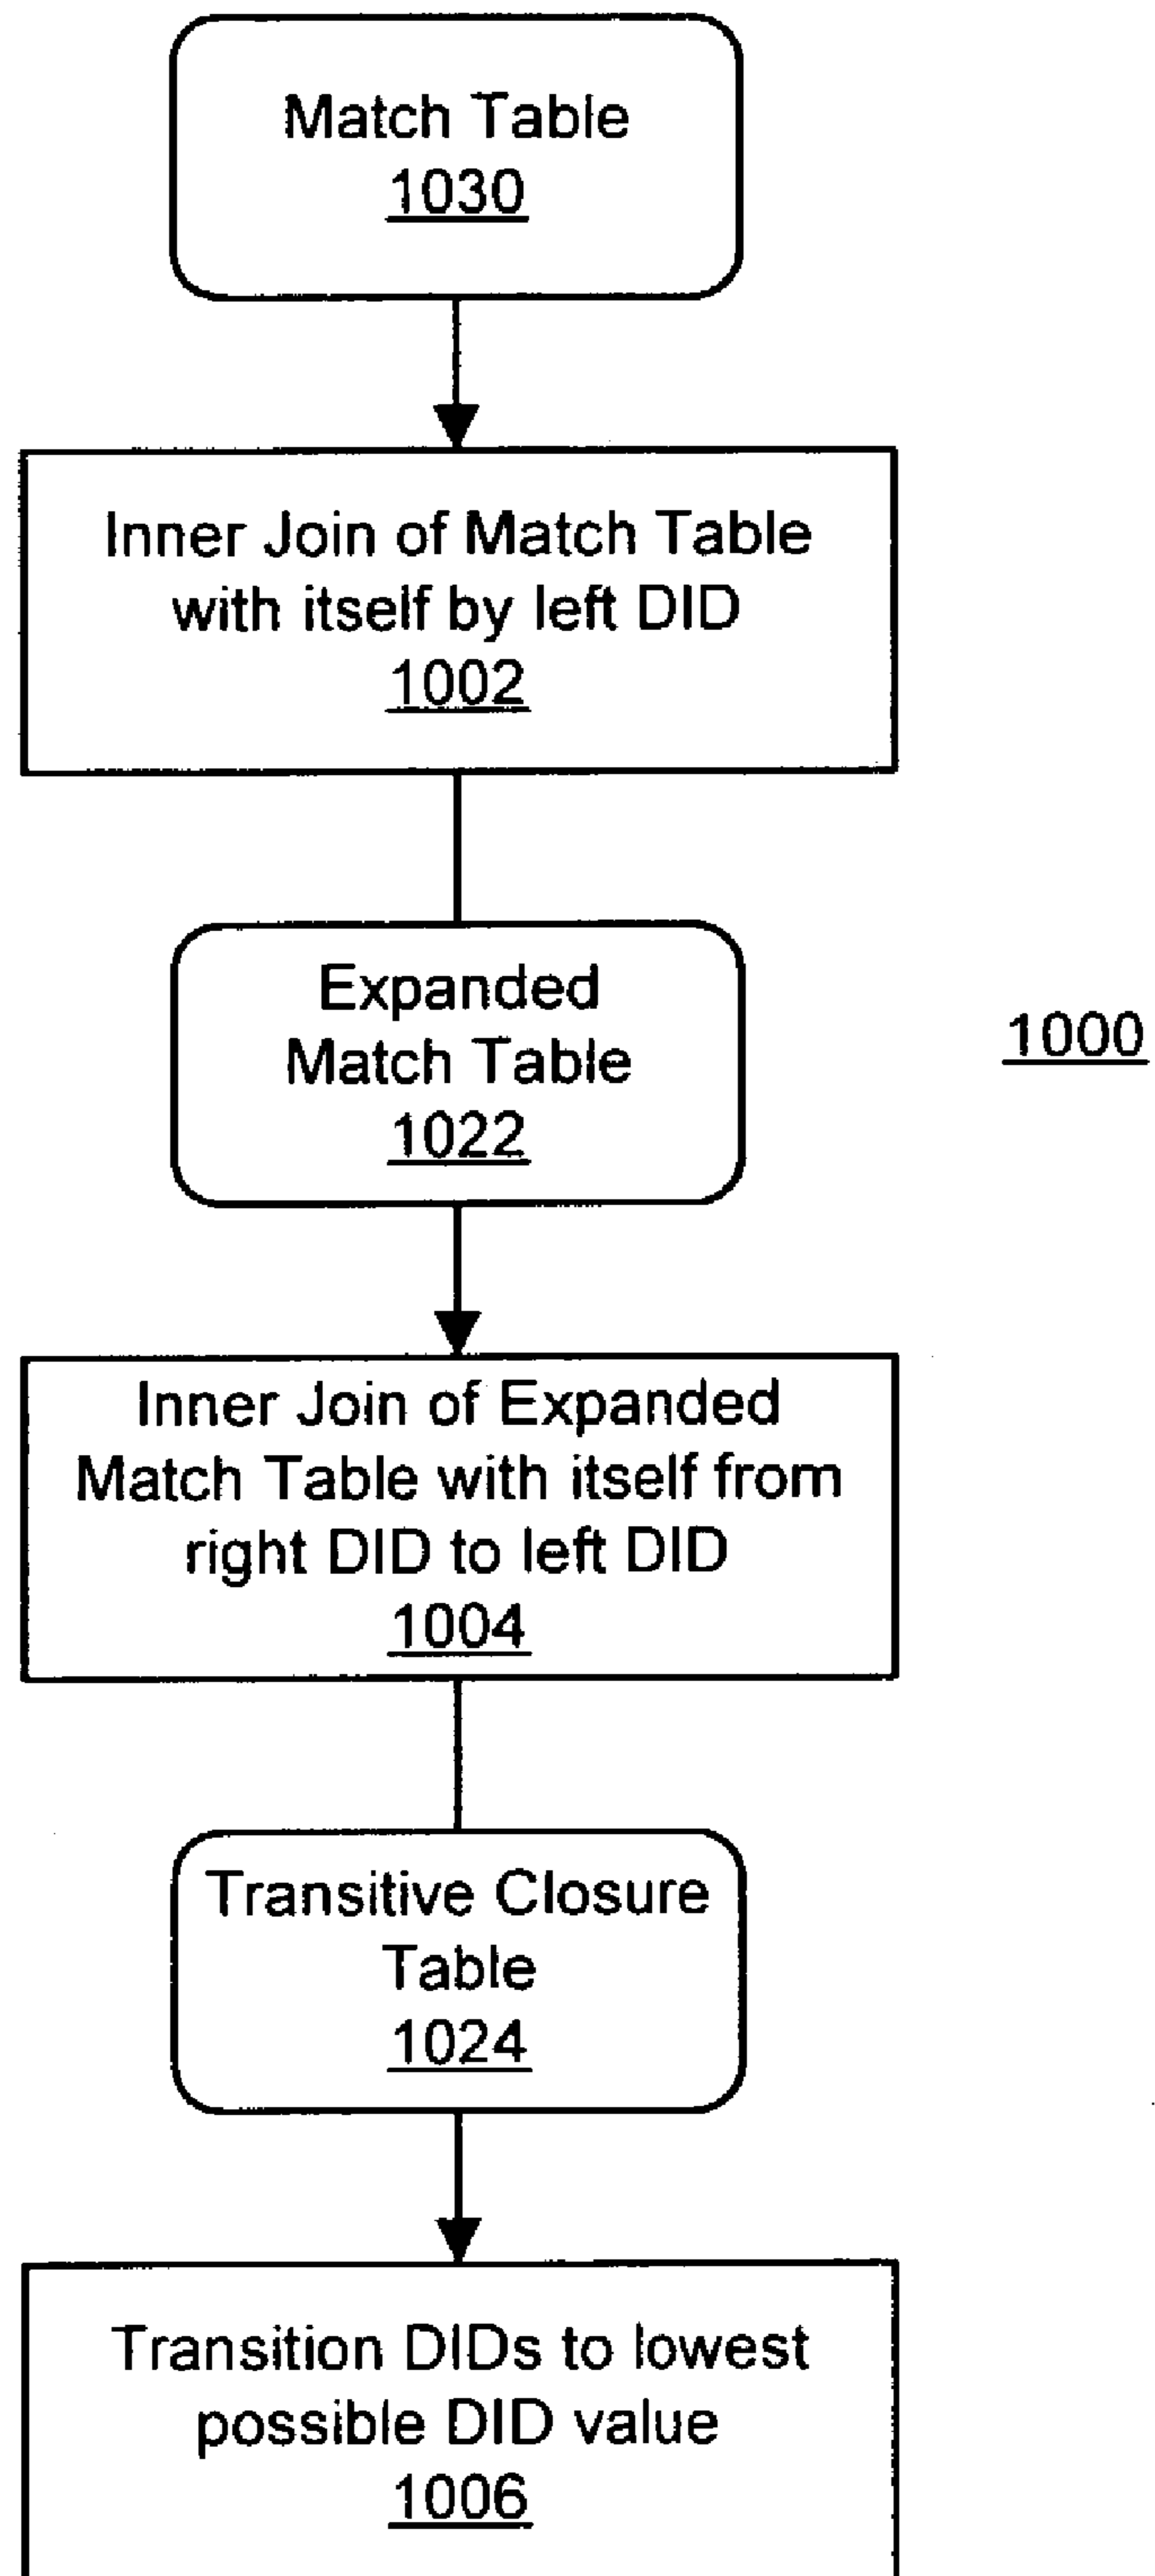 Match Table
1030
Inner Join of Match Table
with itself by left DID
1002
Expanded
Match Table
1022
1000
Inner Join of Expanded
Match Table with itself from
right DID to left DID
1004
Transitive Closure
Table
1024
Transition DIDs to lowest
possible DID value
1006